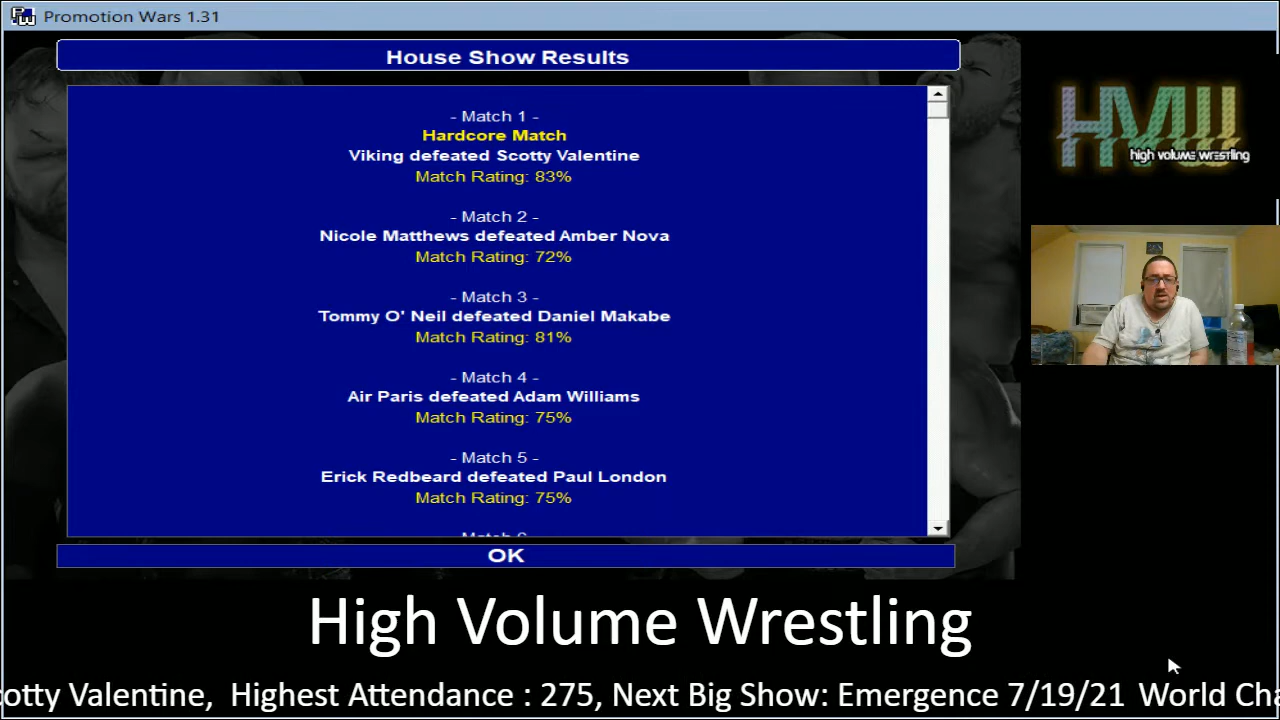 Promotion Wars 1.31
House Show Results
- Match 1 -
Hardcore Match
Viking defeated Scotty Valentine
Match Rating: 83%
- Match 2 -
Nicole Matthews defeated Amber Nova
Match Rating: 72%
- Match 3 -
Tommy O' Neil defeated Daniel Makabe
Match Rating: 81%
- Match 4 -
Air Paris defeated Adam Williams
Match Rating: 75%
- Match 5 -
Erick Redbeard defeated Paul London
Match Rating: 75%
OK
HVW
high volume wrestling
High Volume Wrestling
Valentine, Highest Attendance : 275, Next Big Show: Emergence 7/19/21 World